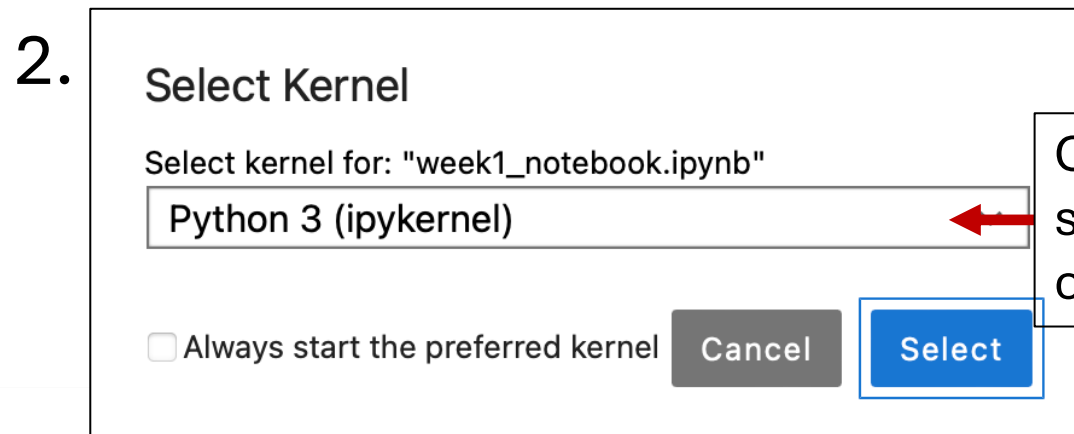 2.
Select Kernel
Select kernel for: "week1_notebook.ipynb"
Python 3 (ipykernel)
Always start the preferred kernel
Cancel
Select